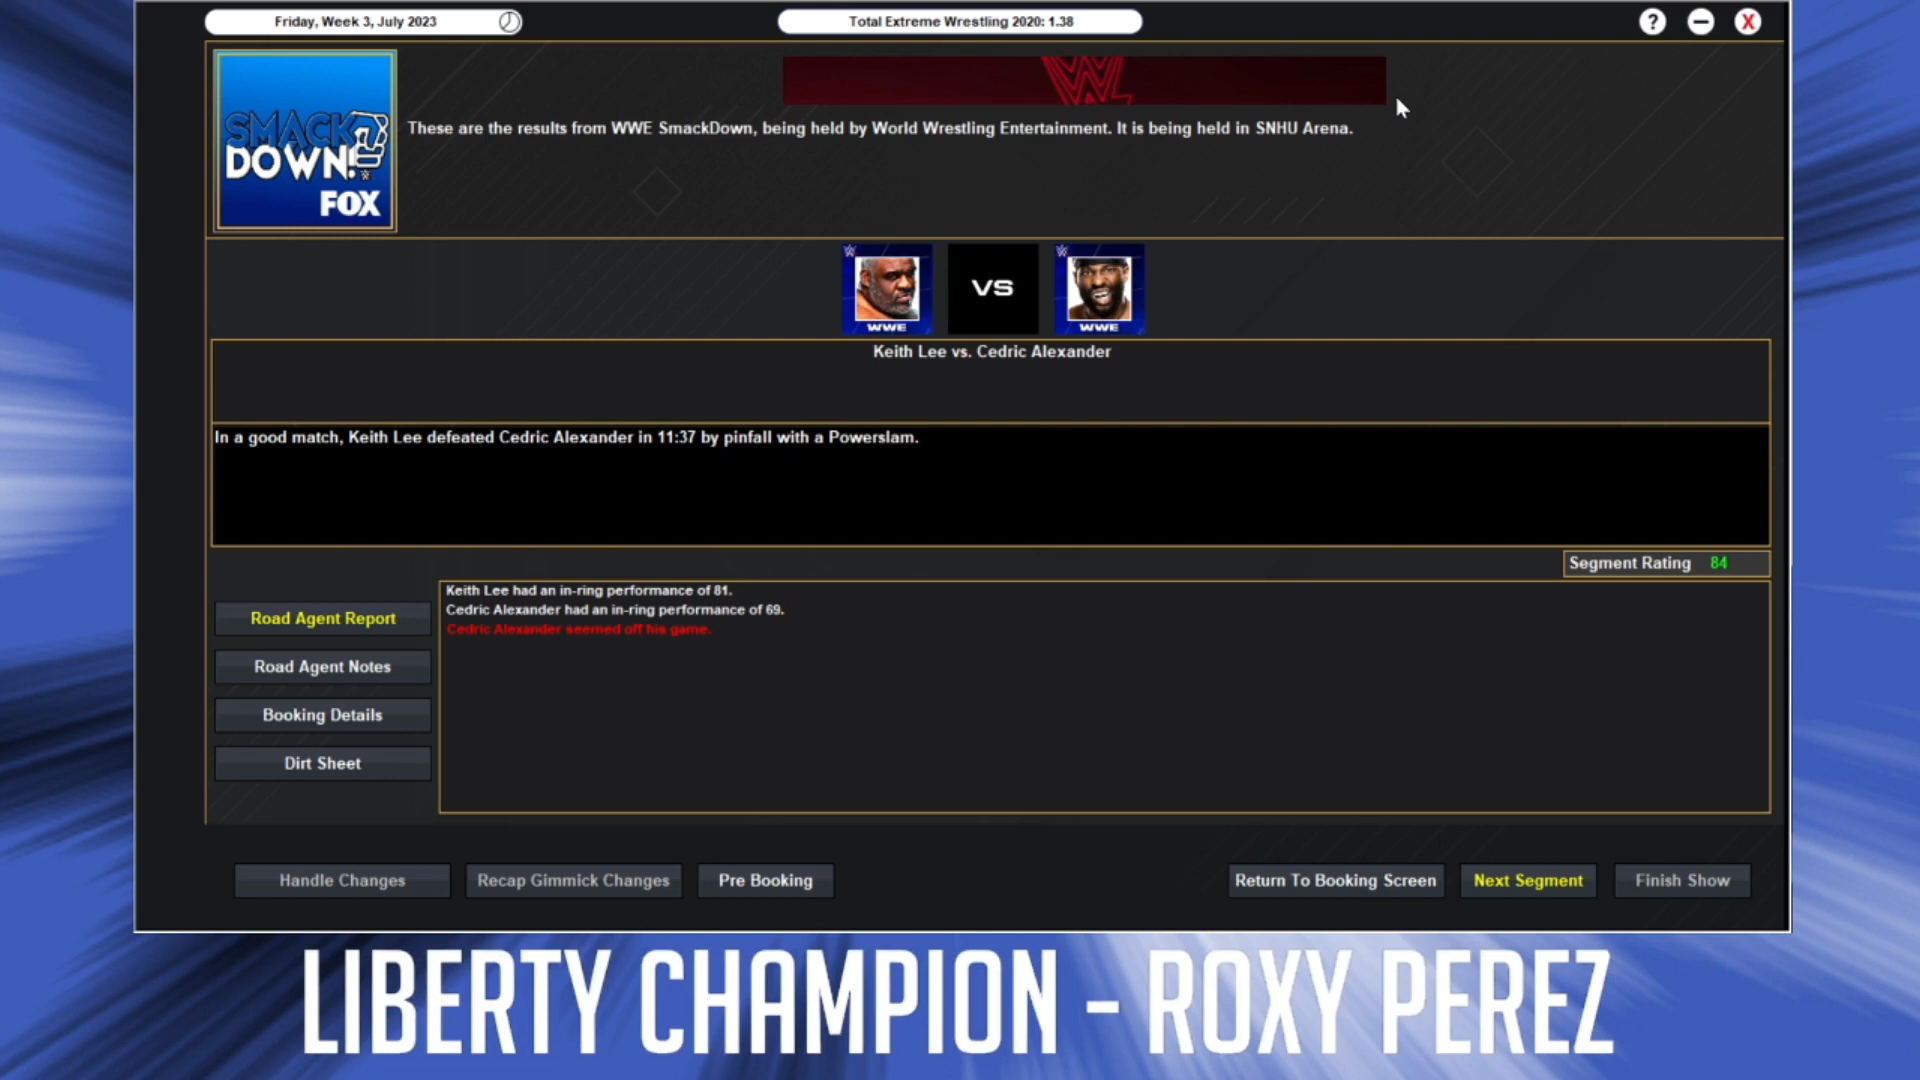 Friday, Week 3, July 2023
Total Extreme Wrestling 2020: 1.38
?
X
SMACK
DOWN!
FOX
These are the results from WWE SmackDown, being held by World Wrestling Entertainment. It is being held in SNHU Arena.
WWE
VS
WWE
Keith Lee vs. Cedric Alexander
In a good match, Keith Lee defeated Cedric Alexander in 11:37 by pinfall with a Powerslam.
Segment Rating 84
Road Agent Report
Road Agent Notes
Booking Details
Dirt Sheet
Keith Lee had an in-ring performance of 81.
Cedric Alexander had an in-ring performance of 69.
Cedric Alexander seemed off his game.
Handle Changes
Recap Gimmick Changes
Pre Booking
Return To Booking Screen
Next Segment
Finish Show
LIBERTY CHAMPION - ROXY PEREZ